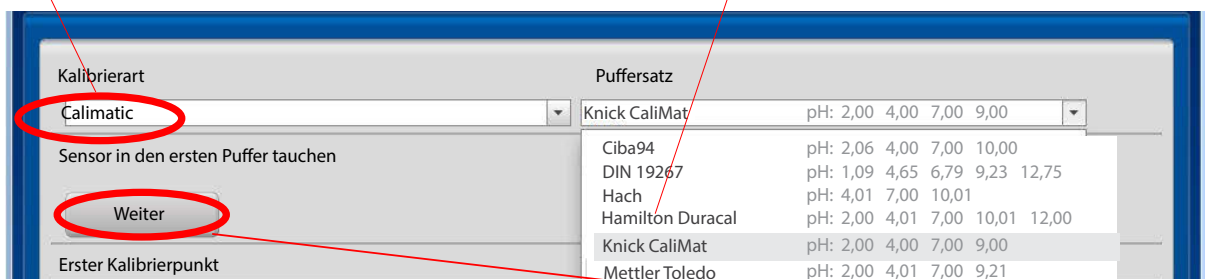 Kalibrierart Puffersatz
Calimatic Knick CaliMat pH: 2,00 4,00 7,00 9,00
Sensor in den ersten Puffer tauchen
Ciba94 pH: 2,06 4,00 7,00 10,00
DIN 19267 pH: 1,09 4,65 6,79 9,23 12,75
Hach pH: 4,01 7,00 10,01
Hamilton Duracal pH: 2,00 4,01 7,00 10,01 12,00
Knick CaliMat pH: 2,00 4,00 7,00 9,00
Mettler Toledo pH: 2,00 4,01 7,00 9,21
Weiter
Erster Kalibrierpunkt